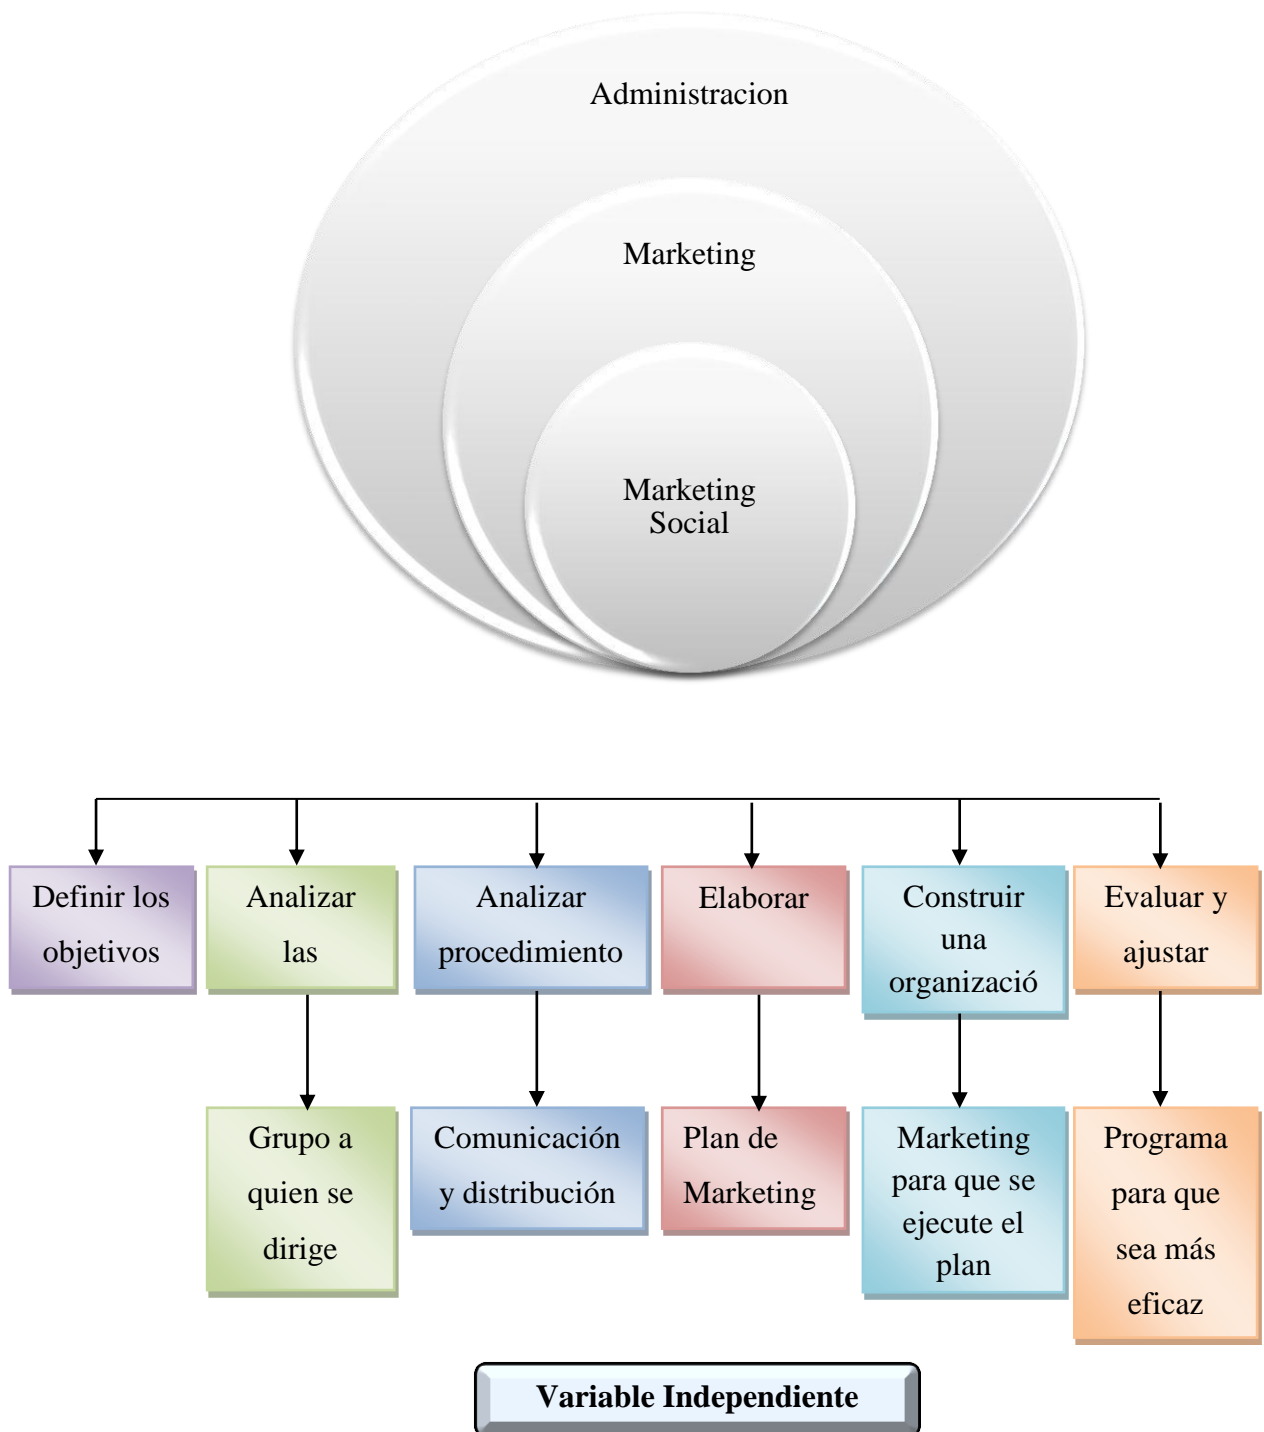 Administracion
Marketing
Marketing
Social
Definir los
objetivos
Analizar
las
Analizar
procedimiento
Elaborar
Construir
una
organizació
Evaluar y
ajustar
Grupo a
quien se
dirige
Comunicación
y distribución
Plan de
Marketing
Marketing
para que se
ejecute el
plan
Programa
para que
sea más
eficaz
Variable Independiente